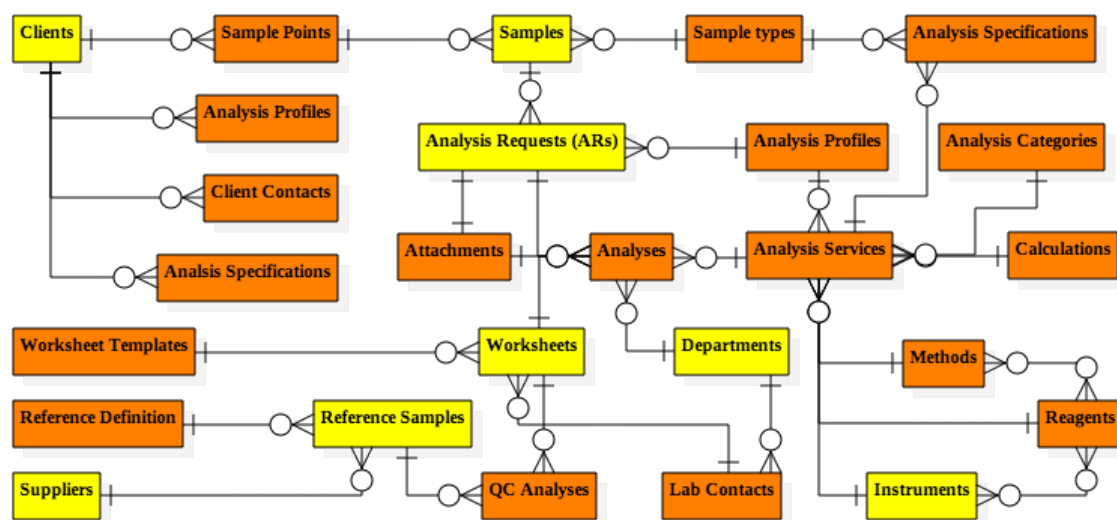 Clients
Sample Points
Samples
Sample types
Analysis Specifications
Analysis Profiles
Analysis Requests (ARs)
Analysis Profiles
Analysis Categories
Client Contacts
Attachments
Analyses
Analysis Services
Calculations
Analsis Specifications
Worksheet Templates
Worksheets
Departments
Methods
Reference Definition
Reference Samples
Reagents
Suppliers
QC Analyses
Lab Contacts
Instruments